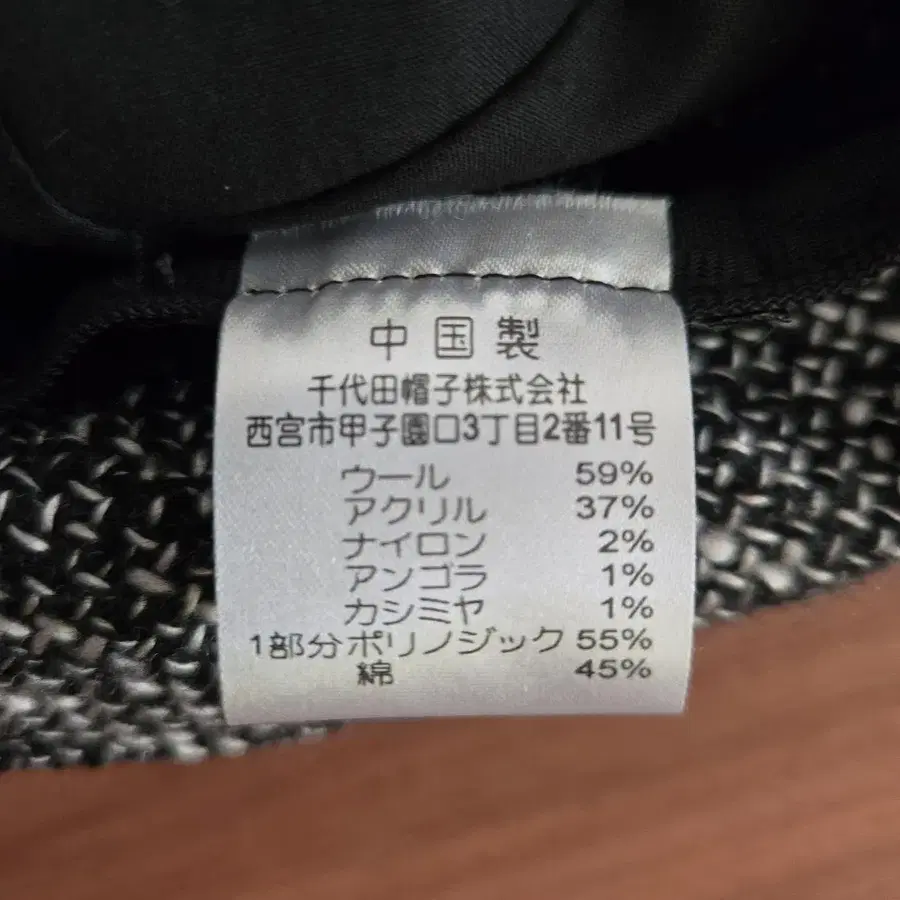 中国製
千代田帽子株式会社
西宮市甲子園口3丁目2番11号
ウール 59%
アクリル 37%
ナイロン 2%
アンゴラ 1%
カシミヤ 1%
1部分ポリノジック 55%
綿 45%